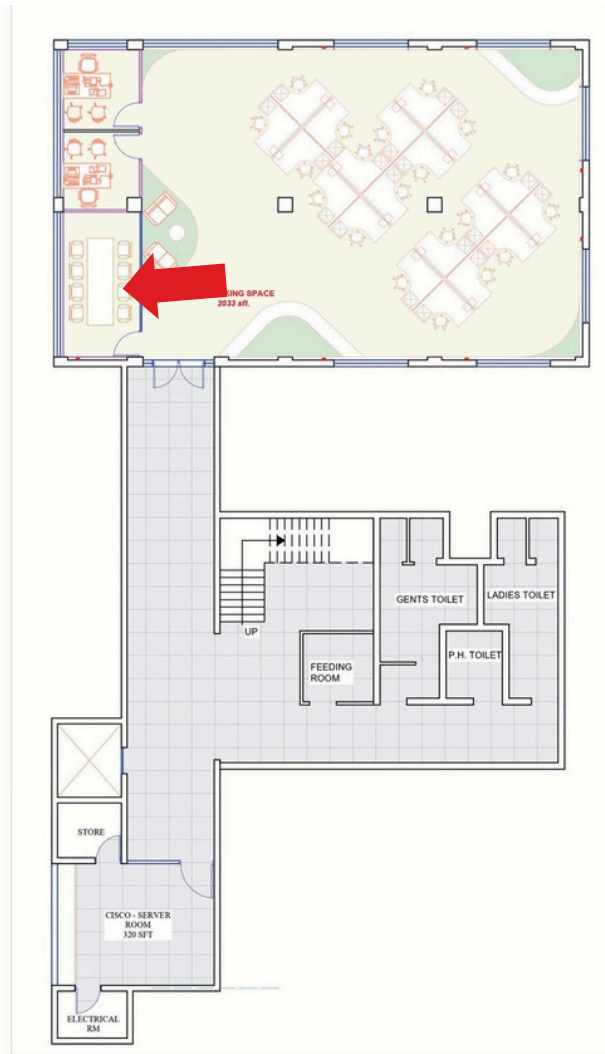 KING SPACE
2033 sft.
UP
FEEDING
ROOM
GENTS TOILET
LADIES TOILET
P.H. TOILET
STORE
CISCO - SERVER
ROOM
320 SFT
ELECTRICAL
RM